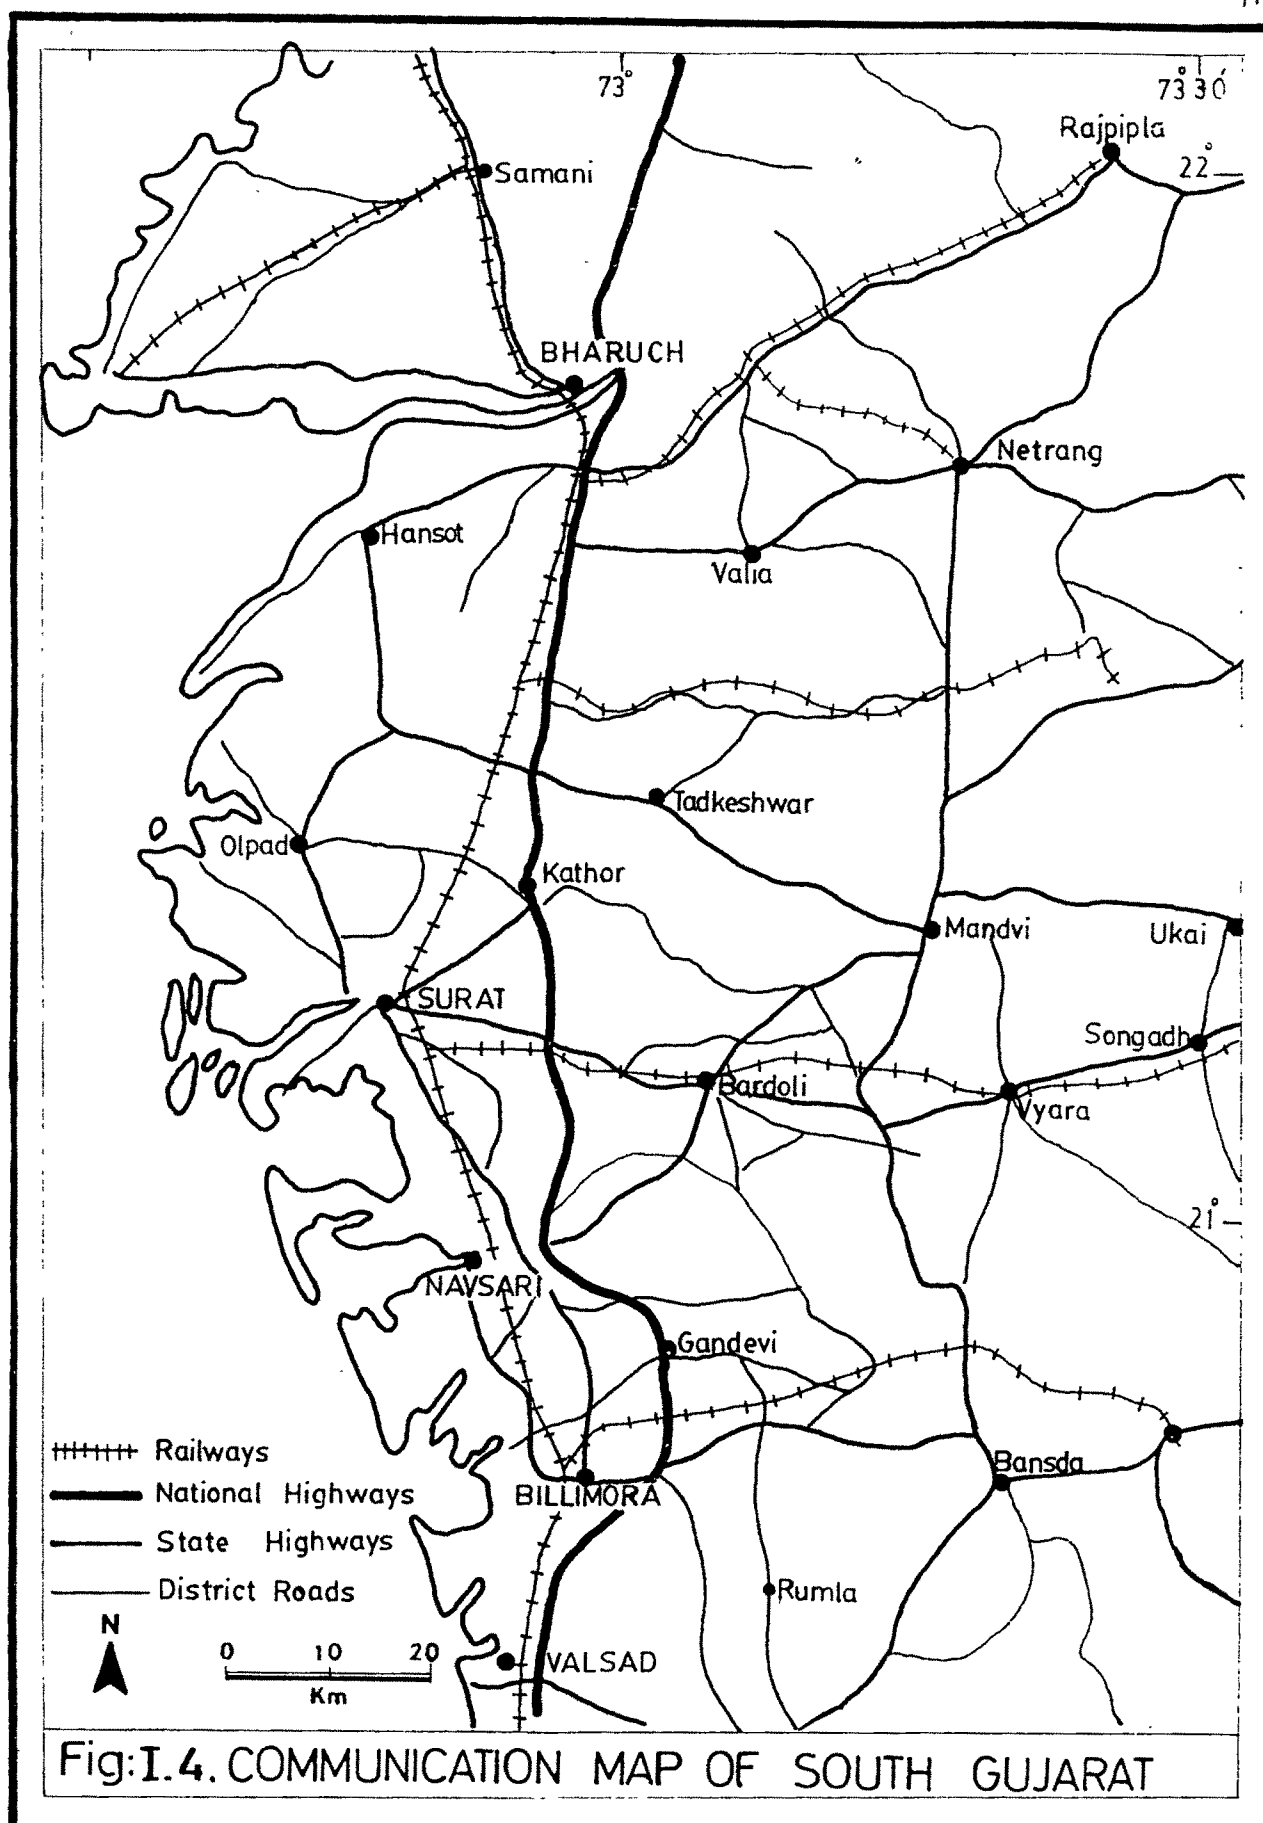 73°
73°30'
Rajpipla
22°
Samani
BHARUCH
Netrang
Hansot
Valia
Tadkeshwar
Olpad
Kathor
Mandvi
Ukai
SURAT
Songadh
Bardoli
Vyara
21°
NAVSARI
Gandevi
Railways
Bansda
National Highways
BILLIMORA
State Highways
District Roads
Rumla
N
0 10 20
Km
VALSAD
Fig:I.4. COMMUNICATION MAP OF SOUTH GUJARAT